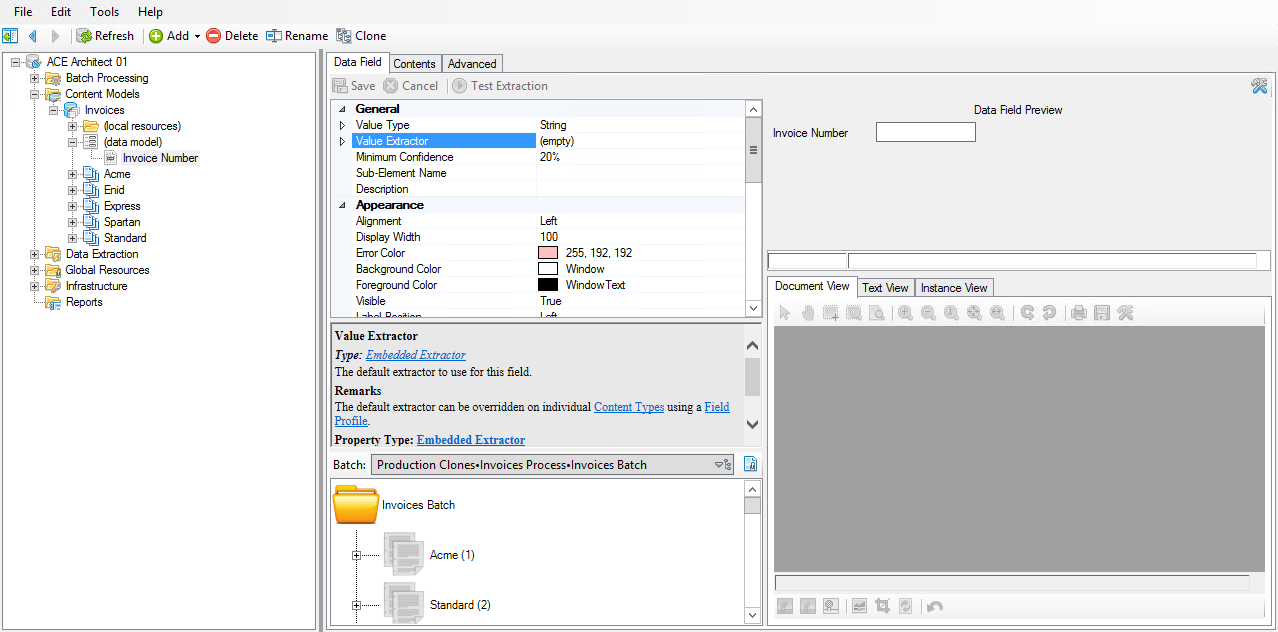 File Edit Tools Help
Refresh Add Delete Rename Clone
ACE Architect 01
Batch Processing
Content Models
Invoices
(local resources)
(data model)
Invoice Number
Acme
Enid
Express
Spartan
Standard
Data Extraction
Global Resources
Infrastructure
Reports
Data Field Contents Advanced
Save Cancel Test Extraction
General
Value Type String
Value Extractor (empty)
Minimum Confidence 20%
Sub-Element Name
Description
Appearance
Alignment Left
Display Width 100
Error Color 255, 192, 192
Background Color Window
Foreground Color WindowText
Visible True
Label Position Left
Value Extractor
Type: Embedded Extractor
The default extractor to use for this field.
Remarks
The default extractor can be overridden on individual Content Types using a Field
Profile.
Property Type: Embedded Extractor
Batch: Production Clones•Invoices Process•Invoices Batch
Invoices Batch
Acme (1)
Standard (2)
Data Field Preview
Invoice Number
Document View Text View Instance View